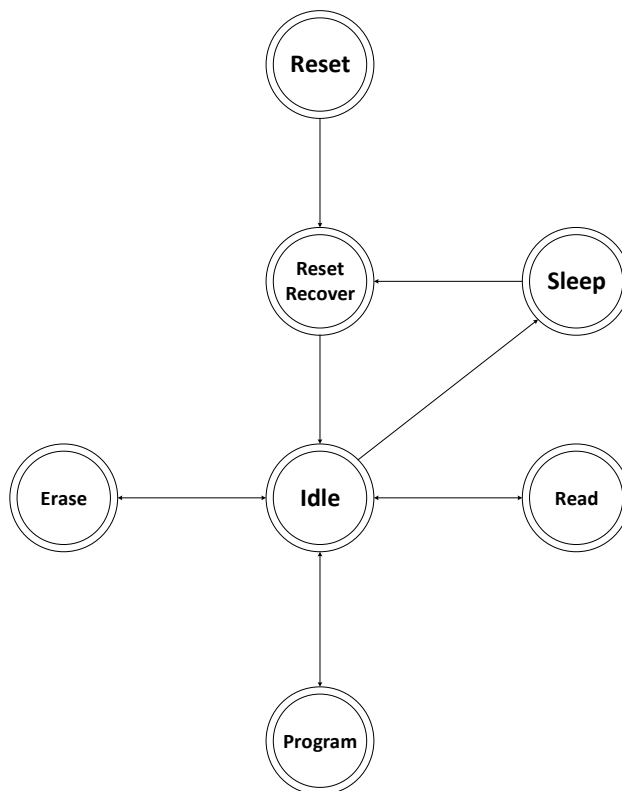 Reset
Reset
Recover
Sleep
Erase
Idle
Read
Program